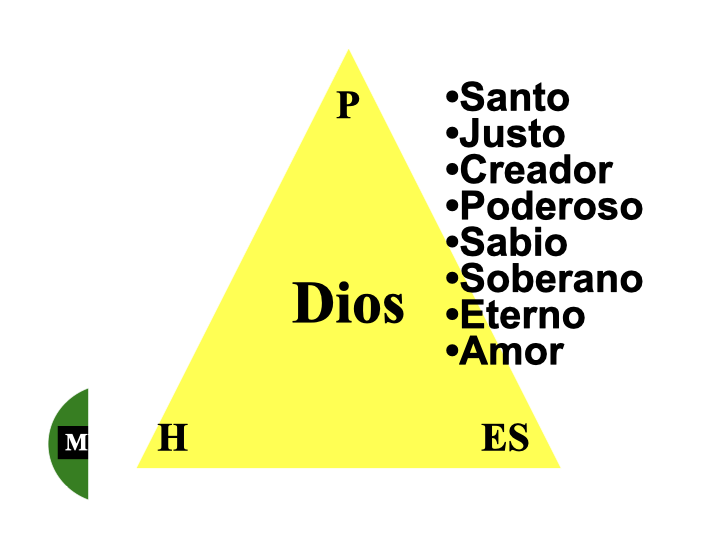 P
•Santo
•Justo
•Creador
•Poderoso
•Sabio
•Soberano
•Eterno
•Amor
Dios
M
H
ES